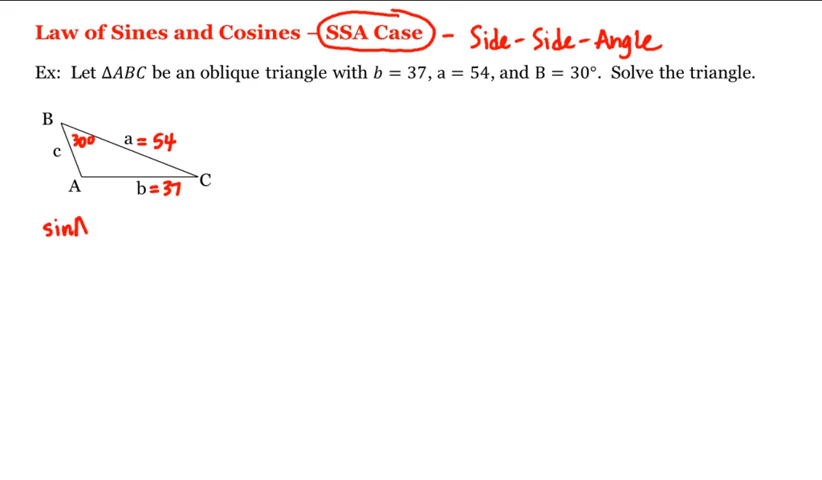 Law of Sines and Cosines – SSA Case – Side-Side-Angle
Ex: Let ΔABC be an oblique triangle with b = 37, a = 54, and B = 30°. Solve the triangle.
B
30° a = 54
c
A b = 37 C
sinA